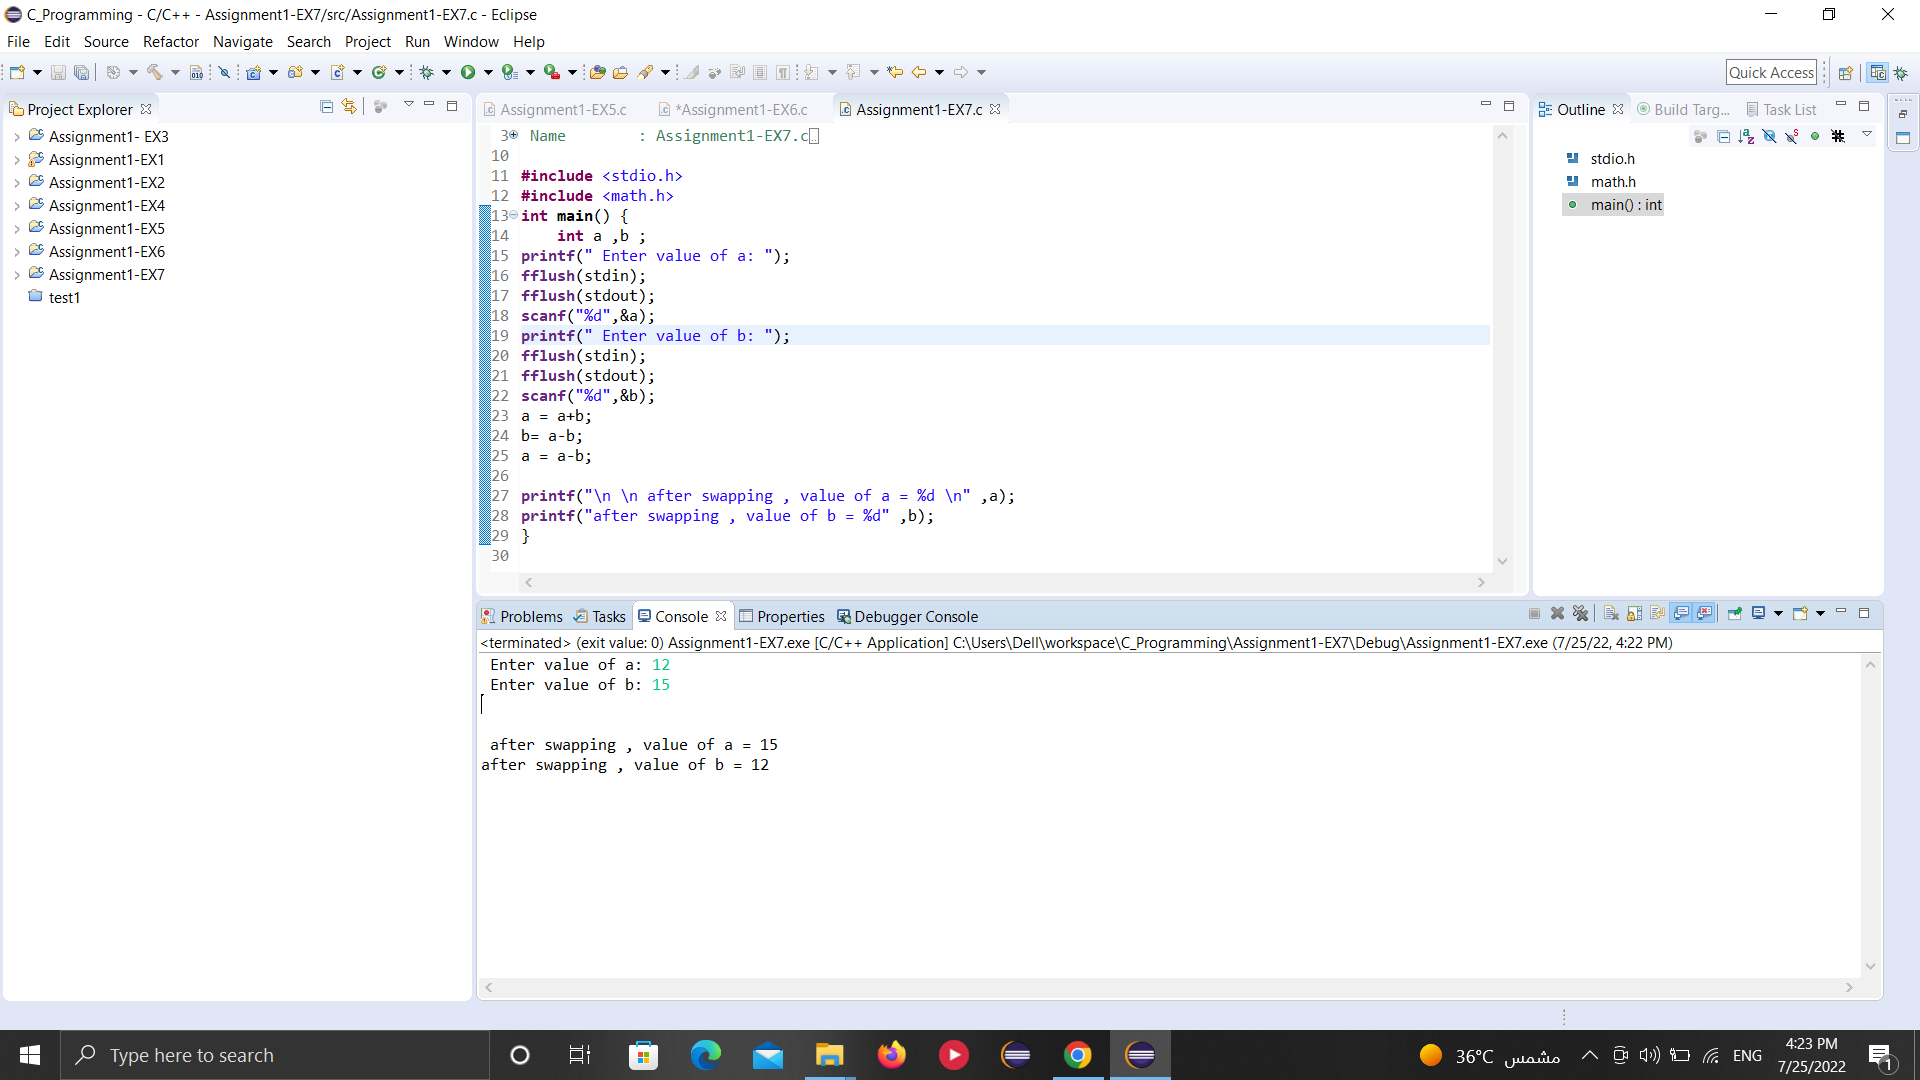 C_Programming - C/C++ - Assignment1-EX7/src/Assignment1-EX7.c - Eclipse
File Edit Source Refactor Navigate Search Project Run Window Help
Quick Access
Project Explorer
Assignment1- EX3
Assignment1-EX1
Assignment1-EX2
Assignment1-EX4
Assignment1-EX5
Assignment1-EX6
Assignment1-EX7
test1
Assignment1-EX5.c *Assignment1-EX6.c Assignment1-EX7.c
3 Name : Assignment1-EX7.c
10
11 #include <stdio.h>
12 #include <math.h>
13 int main() {
14 int a ,b ;
15 printf(" Enter value of a: ");
16 fflush(stdin);
17 fflush(stdout);
18 scanf("%d",&a);
19 printf(" Enter value of b: ");
20 fflush(stdin);
21 fflush(stdout);
22 scanf("%d",&b);
23 a = a+b;
24 b= a-b;
25 a = a-b;
26
27 printf("\n \n after swapping , value of a = %d \n" ,a);
28 printf("after swapping , value of b = %d" ,b);
29 }
30
Outline Build Targ... Task List
stdio.h
math.h
main() : int
Problems Tasks Console Properties Debugger Console
<terminated> (exit value: 0) Assignment1-EX7.exe [C/C++ Application] C:\Users\Dell\workspace\C_Programming\Assignment1-EX7\Debug\Assignment1-EX7.exe (7/25/22, 4:22 PM)
Enter value of a: 12
Enter value of b: 15
after swapping , value of a = 15
after swapping , value of b = 12
Type here to search
36°C مشمس
ENG
4:23 PM
7/25/2022
1